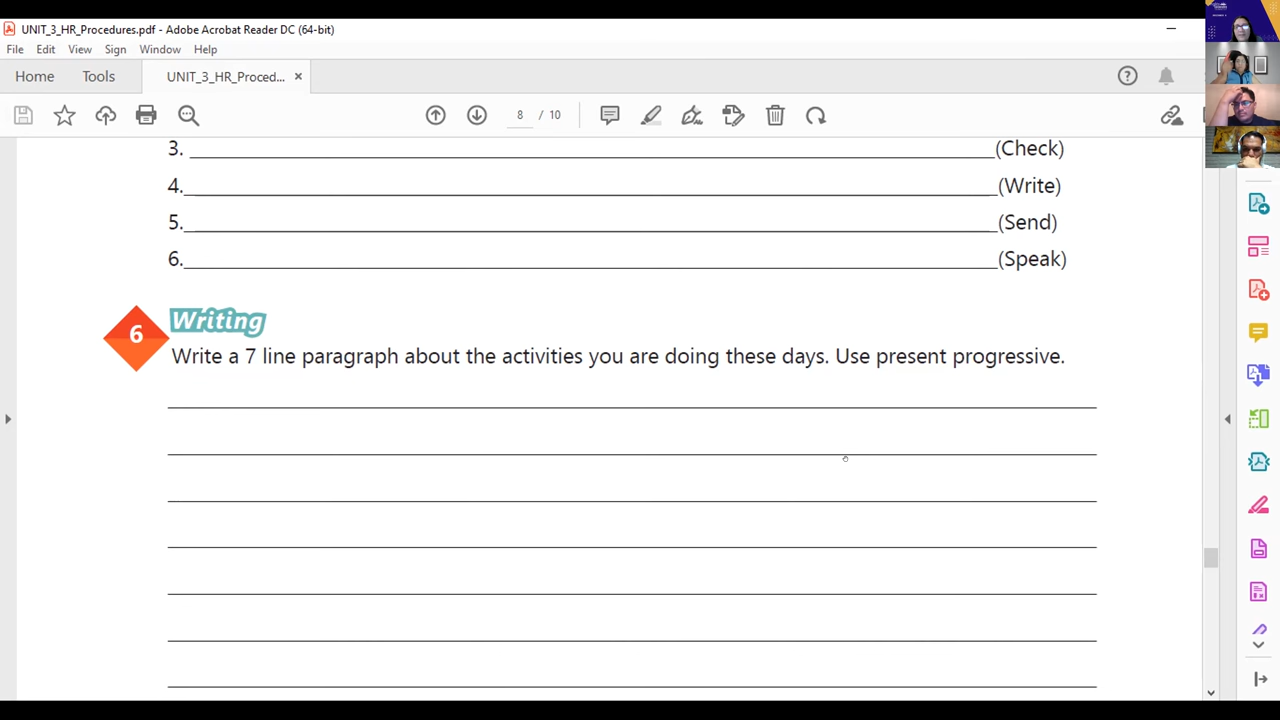 UNIT_3_HR_Procedures.pdf - Adobe Acrobat Reader DC (64-bit)
File Edit View Sign Window Help
Home Tools UNIT_3_HR_Proced... ×
8 / 10
3. (Check)
4. (Write)
5. (Send)
6. (Speak)
6 Writing
Write a 7 line paragraph about the activities you are doing these days. Use present progressive.